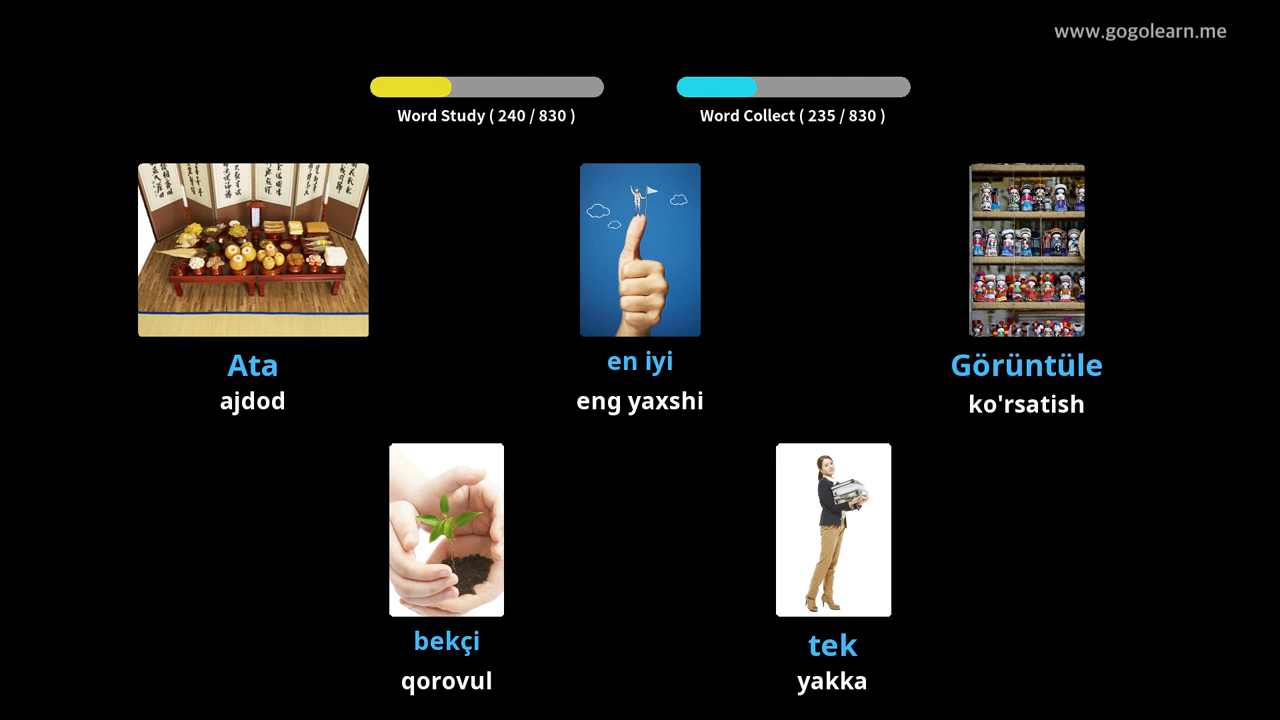 www.gogolearn.me
Word Study ( 240 / 830 )
Word Collect ( 235 / 830 )
Ata
ajdod
en iyi
eng yaxshi
Görüntüle
ko'rsatish
bekçi
qorovul
tek
yakka